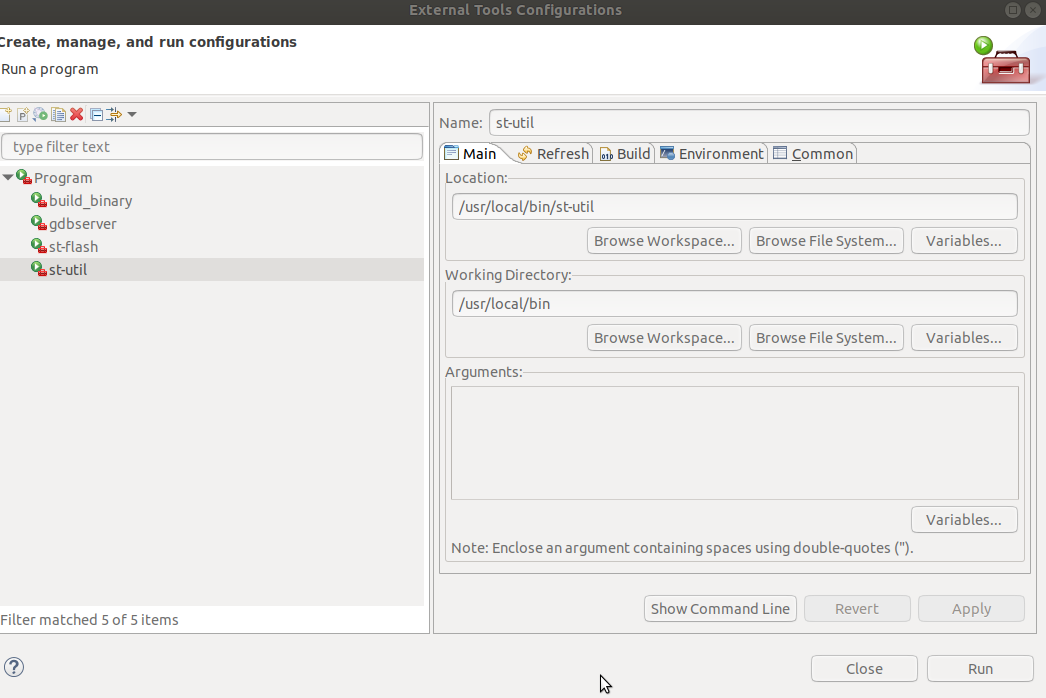 External Tools Configurations
Create, manage, and run configurations
Run a program
type filter text
Program
build_binary
gdbserver
st-flash
st-util
Filter matched 5 of 5 items
Name: st-util
Main Refresh Build Environment Common
Location:
/usr/local/bin/st-util
Browse Workspace... Browse File System... Variables...
Working Directory:
/usr/local/bin
Browse Workspace... Browse File System... Variables...
Arguments:
Variables...
Note: Enclose an argument containing spaces using double-quotes (").
Show Command Line Revert Apply
Close Run